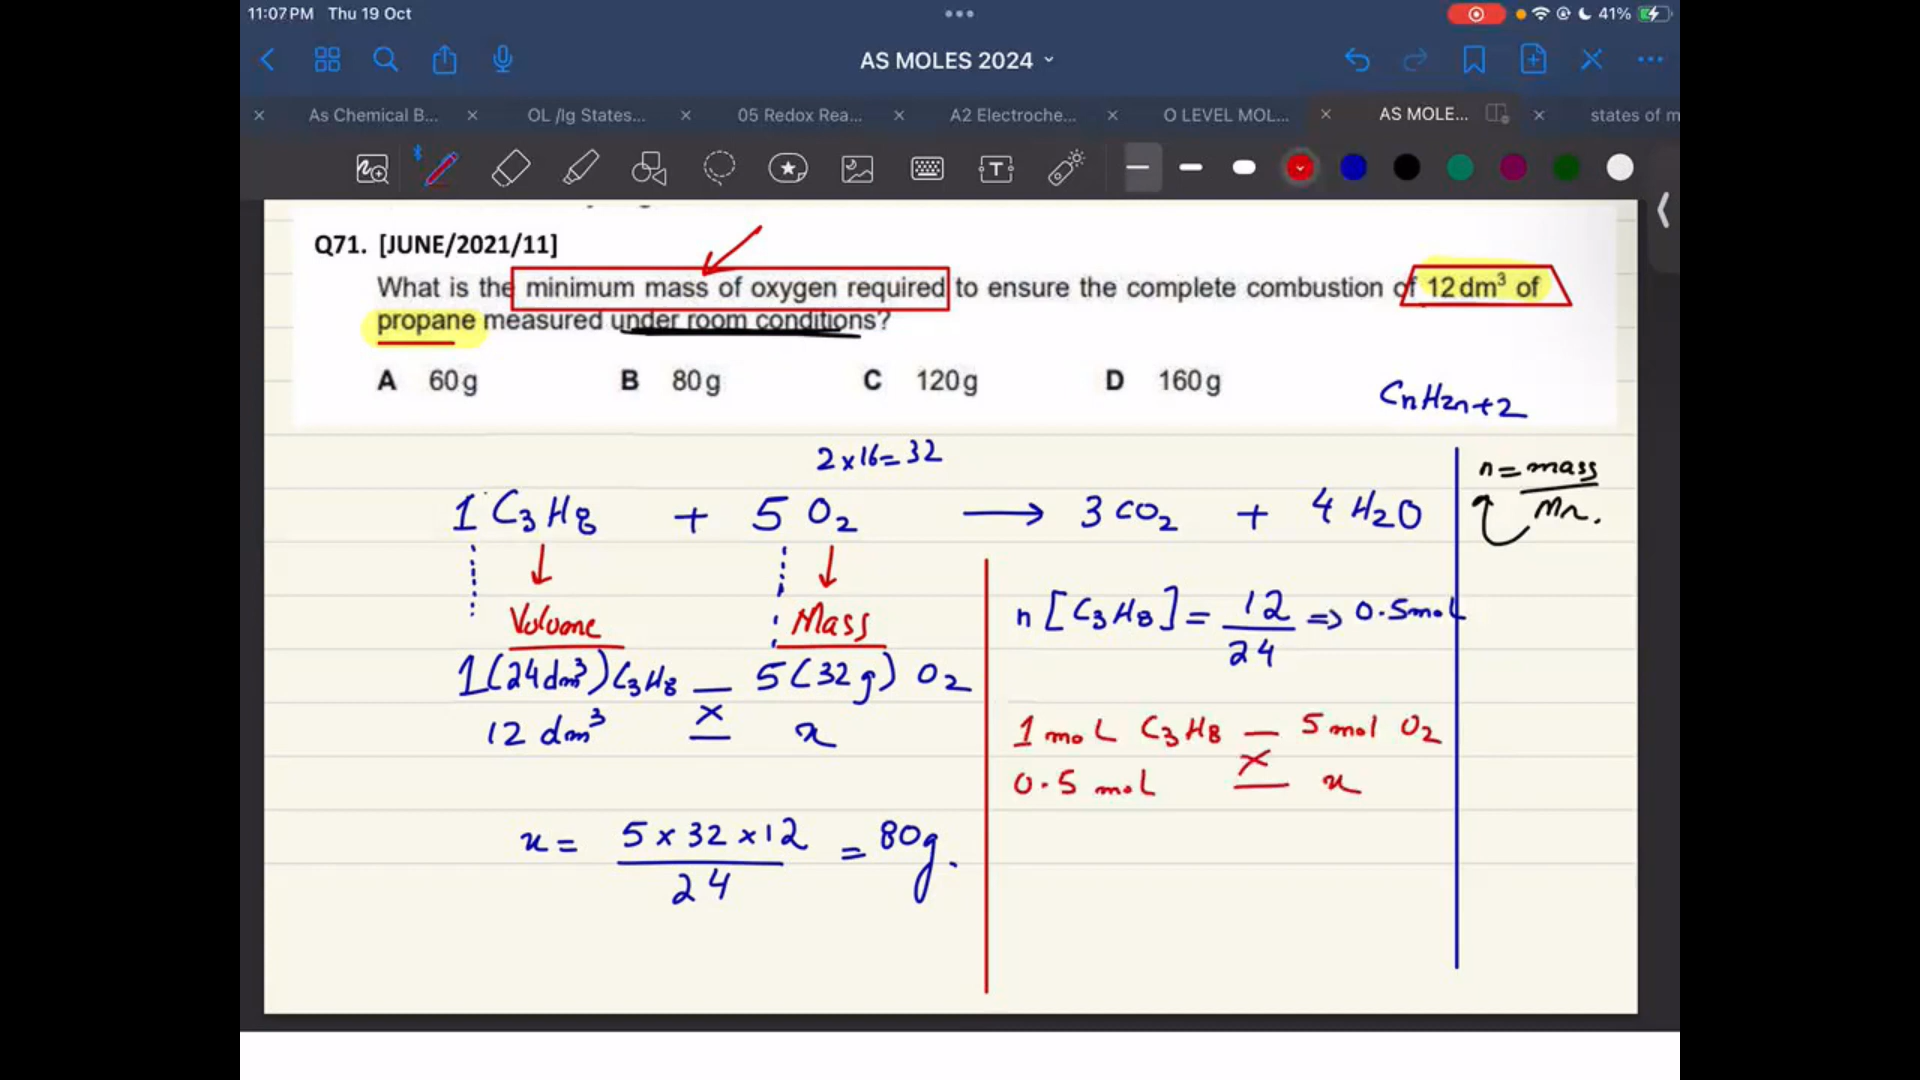 11:07 PM Thu 19 Oct
41%
AS MOLES 2024
As Chemical B...
OL /Ig States...
05 Redox Rea...
A2 Electroche...
O LEVEL MOL...
AS MOLE...
states of m
Q71. [JUNE/2021/11]
What is the minimum mass of oxygen required to ensure the complete combustion of 12 dm³ of
propane measured under room conditions?
A 60 g B 80 g C 120 g D 160 g
CnH2n+2
2×16=32
n = mass / Mr.
1 C3H8 + 5 O2 → 3 CO2 + 4 H2O
Volume Mass
n [C3H8] = 12/24 ⇒ 0.5 mol
1(24dm³) C3H8 — 5(32g) O2
12 dm³ × x
1 mol C3H8 — 5 mol O2
0.5 mol × x
x = 5 × 32 × 12 / 24 = 80g.